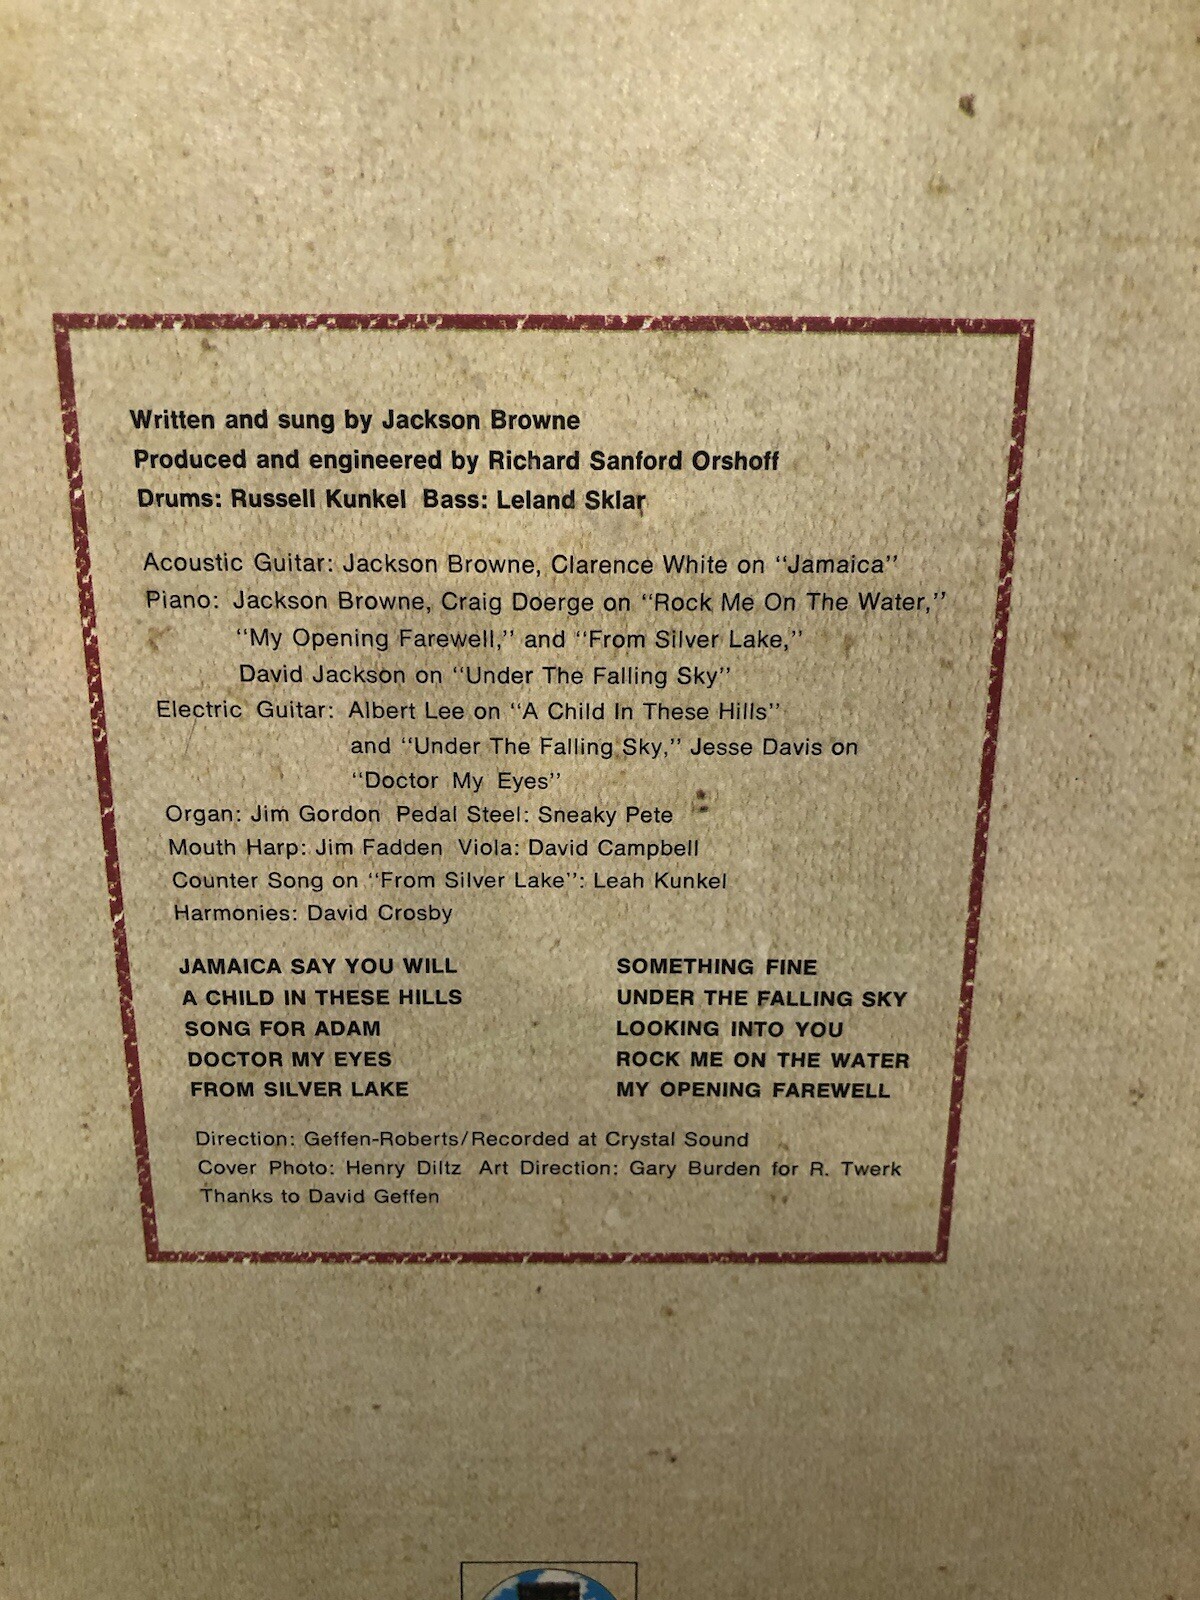 Written and sung by Jackson Browne
Produced and engineered by Richard Sanford Orshoff
Drums: Russell Kunkel Bass: Leland Sklar
Acoustic Guitar: Jackson Browne, Clarence White on “Jamaica”
Piano: Jackson Browne, Craig Doerge on “Rock Me On The Water,”
“My Opening Farewell,” and “From Silver Lake,”
David Jackson on “Under The Falling Sky”
Electric Guitar: Albert Lee on “A Child In These Hills”
and “Under The Falling Sky,” Jesse Davis on
“Doctor My Eyes”
Organ: Jim Gordon Pedal Steel: Sneaky Pete
Mouth Harp: Jim Fadden Viola: David Campbell
Counter Song on “From Silver Lake”: Leah Kunkel
Harmonies: David Crosby
JAMAICA SAY YOU WILL
A CHILD IN THESE HILLS
SONG FOR ADAM
DOCTOR MY EYES
FROM SILVER LAKE
SOMETHING FINE
UNDER THE FALLING SKY
LOOKING INTO YOU
ROCK ME ON THE WATER
MY OPENING FAREWELL
Direction: Geffen-Roberts/Recorded at Crystal Sound
Cover Photo: Henry Diltz Art Direction: Gary Burden for R. Twerk
Thanks to David Geffen